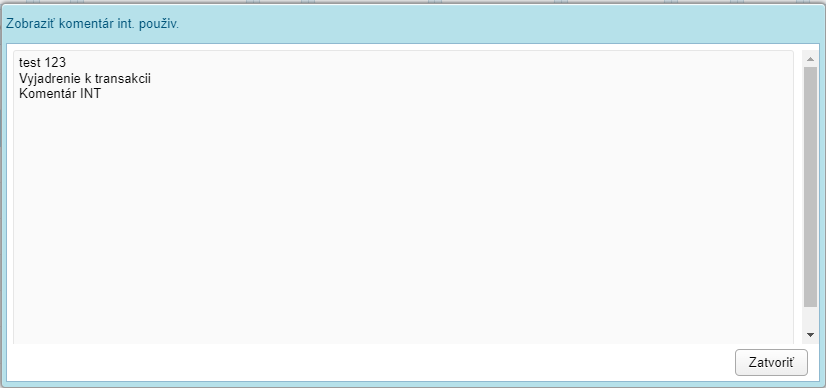 Zobraziť komentár int. použiv.
test 123
Vyjadrenie k transakcii
Komentár INT
Zatvoriť